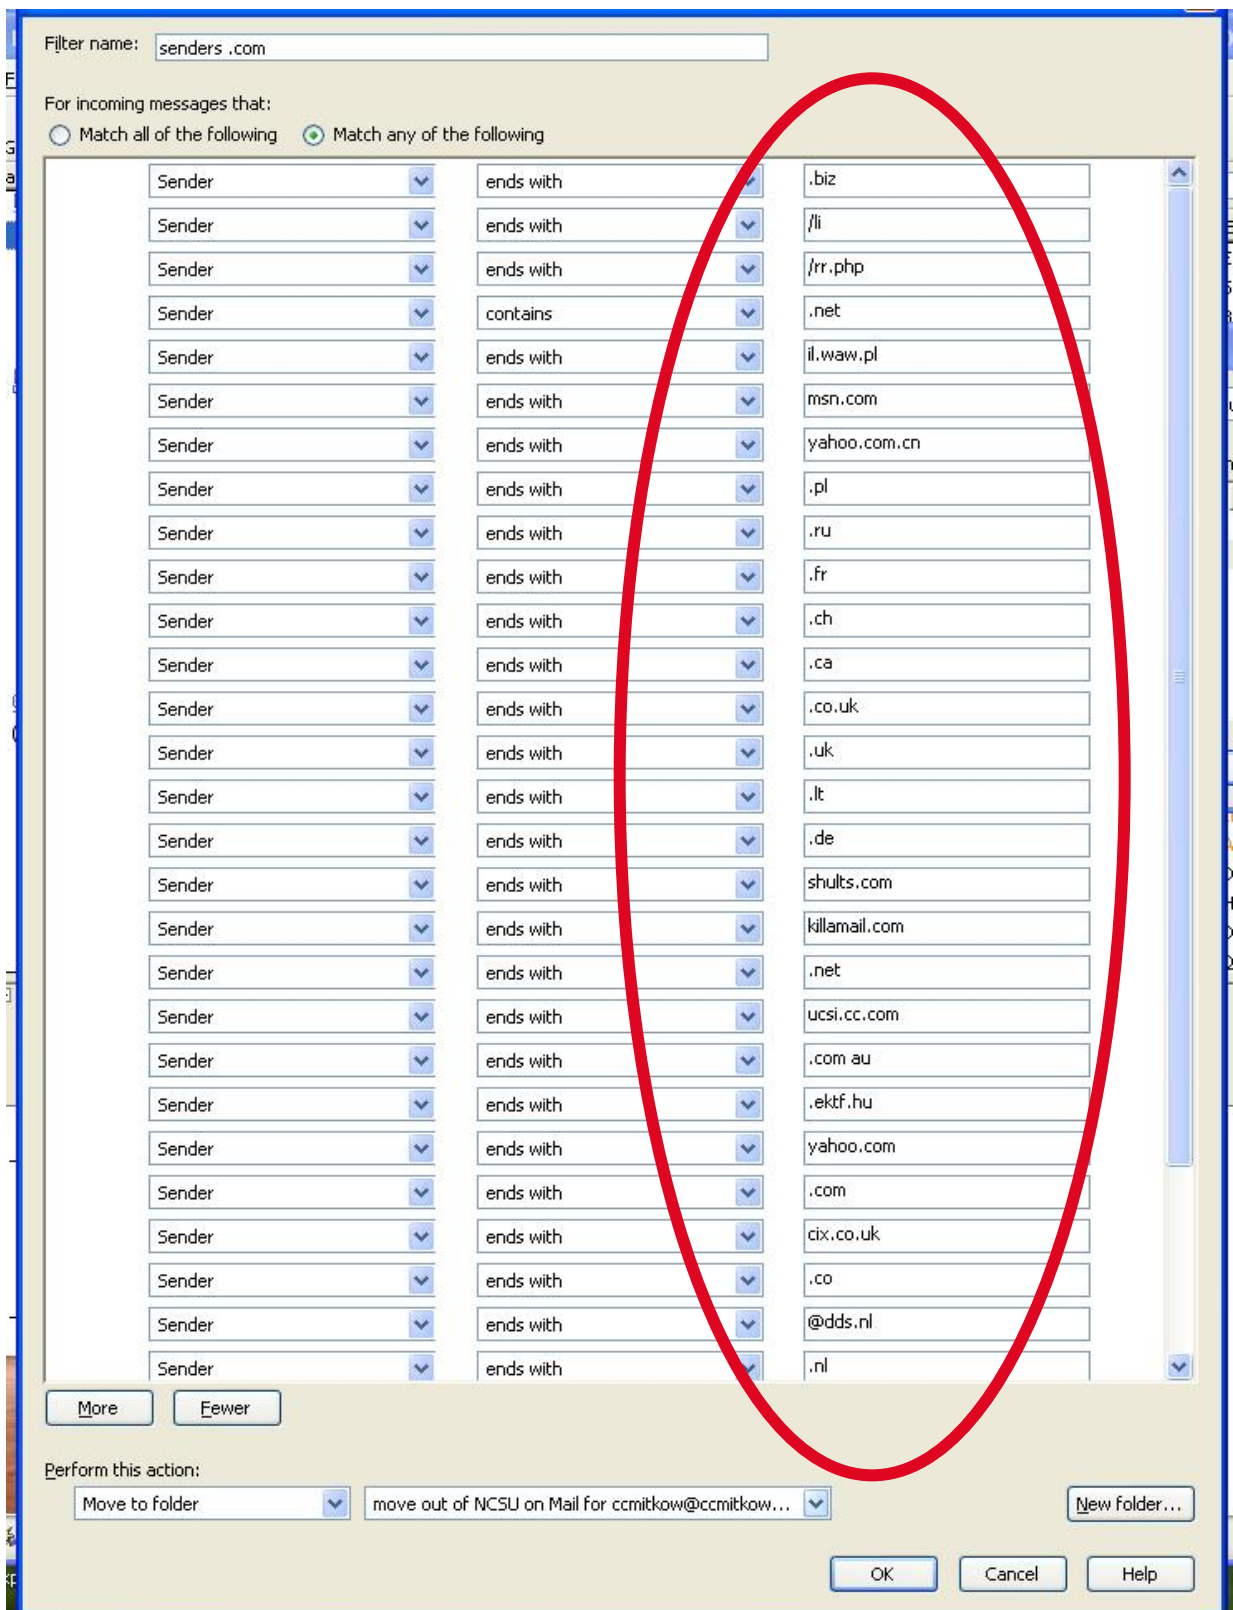 Filter name: senders .com
For incoming messages that:
Match all of the following Match any of the following
Sender ends with .biz
Sender ends with /li
Sender ends with /rr.php
Sender contains .net
Sender ends with il.waw.pl
Sender ends with msn.com
Sender ends with yahoo.com.cn
Sender ends with .pl
Sender ends with .ru
Sender ends with .fr
Sender ends with .ch
Sender ends with .ca
Sender ends with .co.uk
Sender ends with .uk
Sender ends with .lt
Sender ends with .de
Sender ends with shults.com
Sender ends with killamail.com
Sender ends with .net
Sender ends with ucsi.cc.com
Sender ends with .com au
Sender ends with .ektf.hu
Sender ends with yahoo.com
Sender ends with .com
Sender ends with cix.co.uk
Sender ends with .co
Sender ends with @dds.nl
Sender ends with .nl
More Fewer
Perform this action:
Move to folder move out of NCSU on Mail for ccmitkow@ccmitkow... New folder...
OK Cancel Help